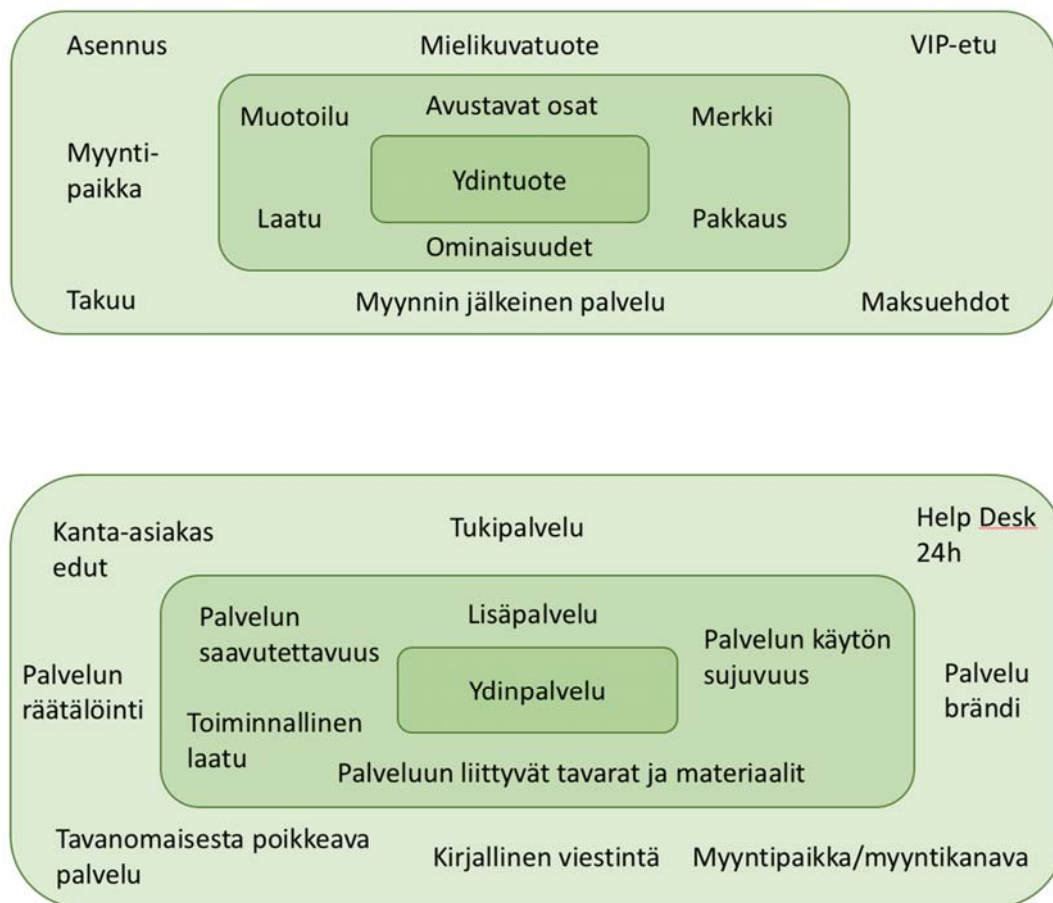 Asennus
Mielikuvatuote
VIP-etu
Muotoilu
Avustavat osat
Merkki
Myynti-
paikka
Ydintuote
Laatu
Pakkaus
Ominaisuudet
Takuu
Myynnin jälkeinen palvelu
Maksuehdot
Kanta-asiakas
edut
Tukipalvelu
Help Desk
24h
Palvelun
saavutettavuus
Lisäpalvelu
Palvelun käytön
sujuvuus
Palvelun
räätälöinti
Ydinpalvelu
Palvelu
brändi
Toiminnallinen
laatu
Palveluun liittyvät tavarat ja materiaalit
Tavanomaisesta poikkeava
palvelu
Kirjallinen viestintä
Myyntipaikka/myyntikanava